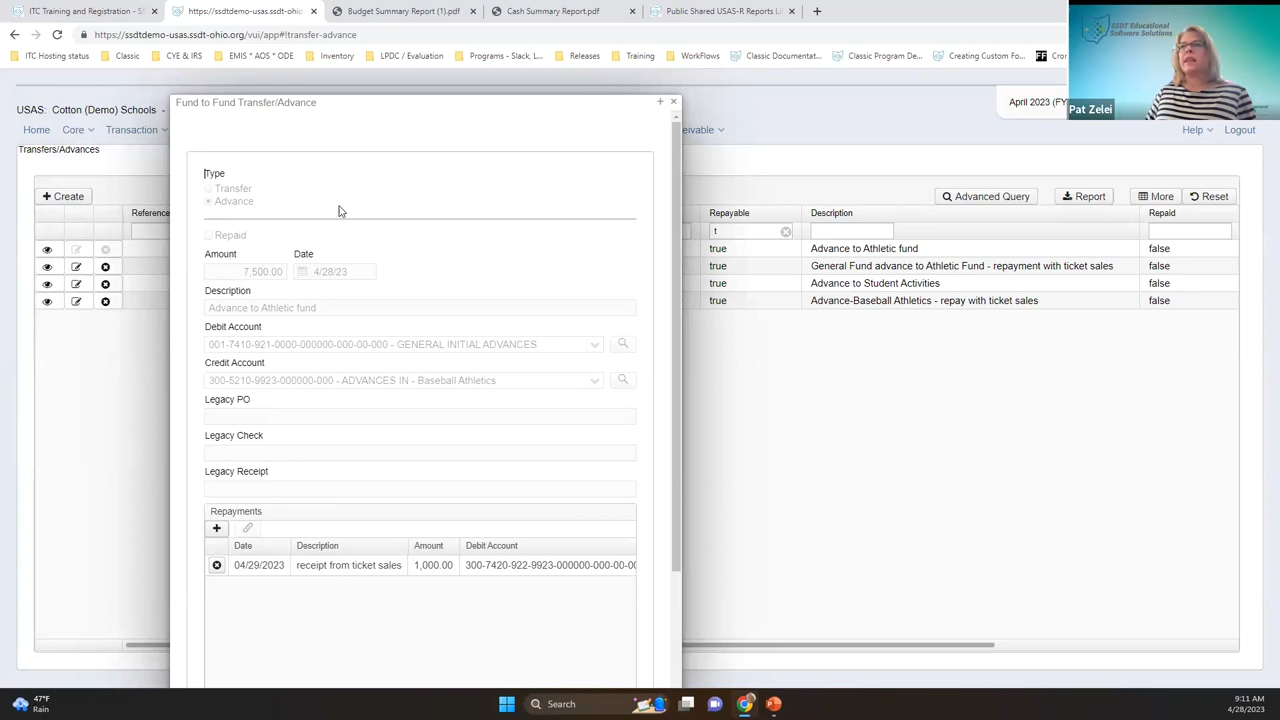 ITC Training and Registration - S
https://ssdtdemo-usas.ssdt-ohio
Budget Summary Report (1).pdf
Cash Summary Report.pdf
Public Shared USAS-R Reports Li
https://ssdtdemo-usas.ssdt-ohio.org/vui/app#!transfer-advance
ITC Hosting status
Classic
CYE & IRS
EMIS * AOS * ODE
Inventory
LPDC / Evaluation
Programs - Slack, L...
Releases
Training
WorkFlows
Classic Documentat...
Classic Program De...
Creating Custom Fo...
SSDT Educational
Software Solutions
Pat Zelei
USAS: Cotton (Demo) Schools -
April 2023 (FY
Home
Core
Transaction
Help
Logout
Transfers/Advances
Create
Advanced Query
Report
More
Reset
Reference
Repayable
Description
Repaid
t
true Advance to Athletic fund false
true General Fund advance to Athletic Fund - repayment with ticket sales false
true Advance to Student Activities false
true Advance-Baseball Athletics - repay with ticket sales false
Fund to Fund Transfer/Advance
Type
Transfer
Advance
Repaid
Amount Date
7,500.00 4/28/23
Description
Advance to Athletic fund
Debit Account
001-7410-921-0000-000000-000-00-000 - GENERAL INITIAL ADVANCES
Credit Account
300-5210-9923-000000-000 - ADVANCES IN - Baseball Athletics
Legacy PO
Legacy Check
Legacy Receipt
Repayments
Date Description Amount Debit Account
04/29/2023 receipt from ticket sales 1,000.00 300-7420-922-9923-000000-000-00-00
47°F
Rain
Search
9:11 AM
4/28/2023